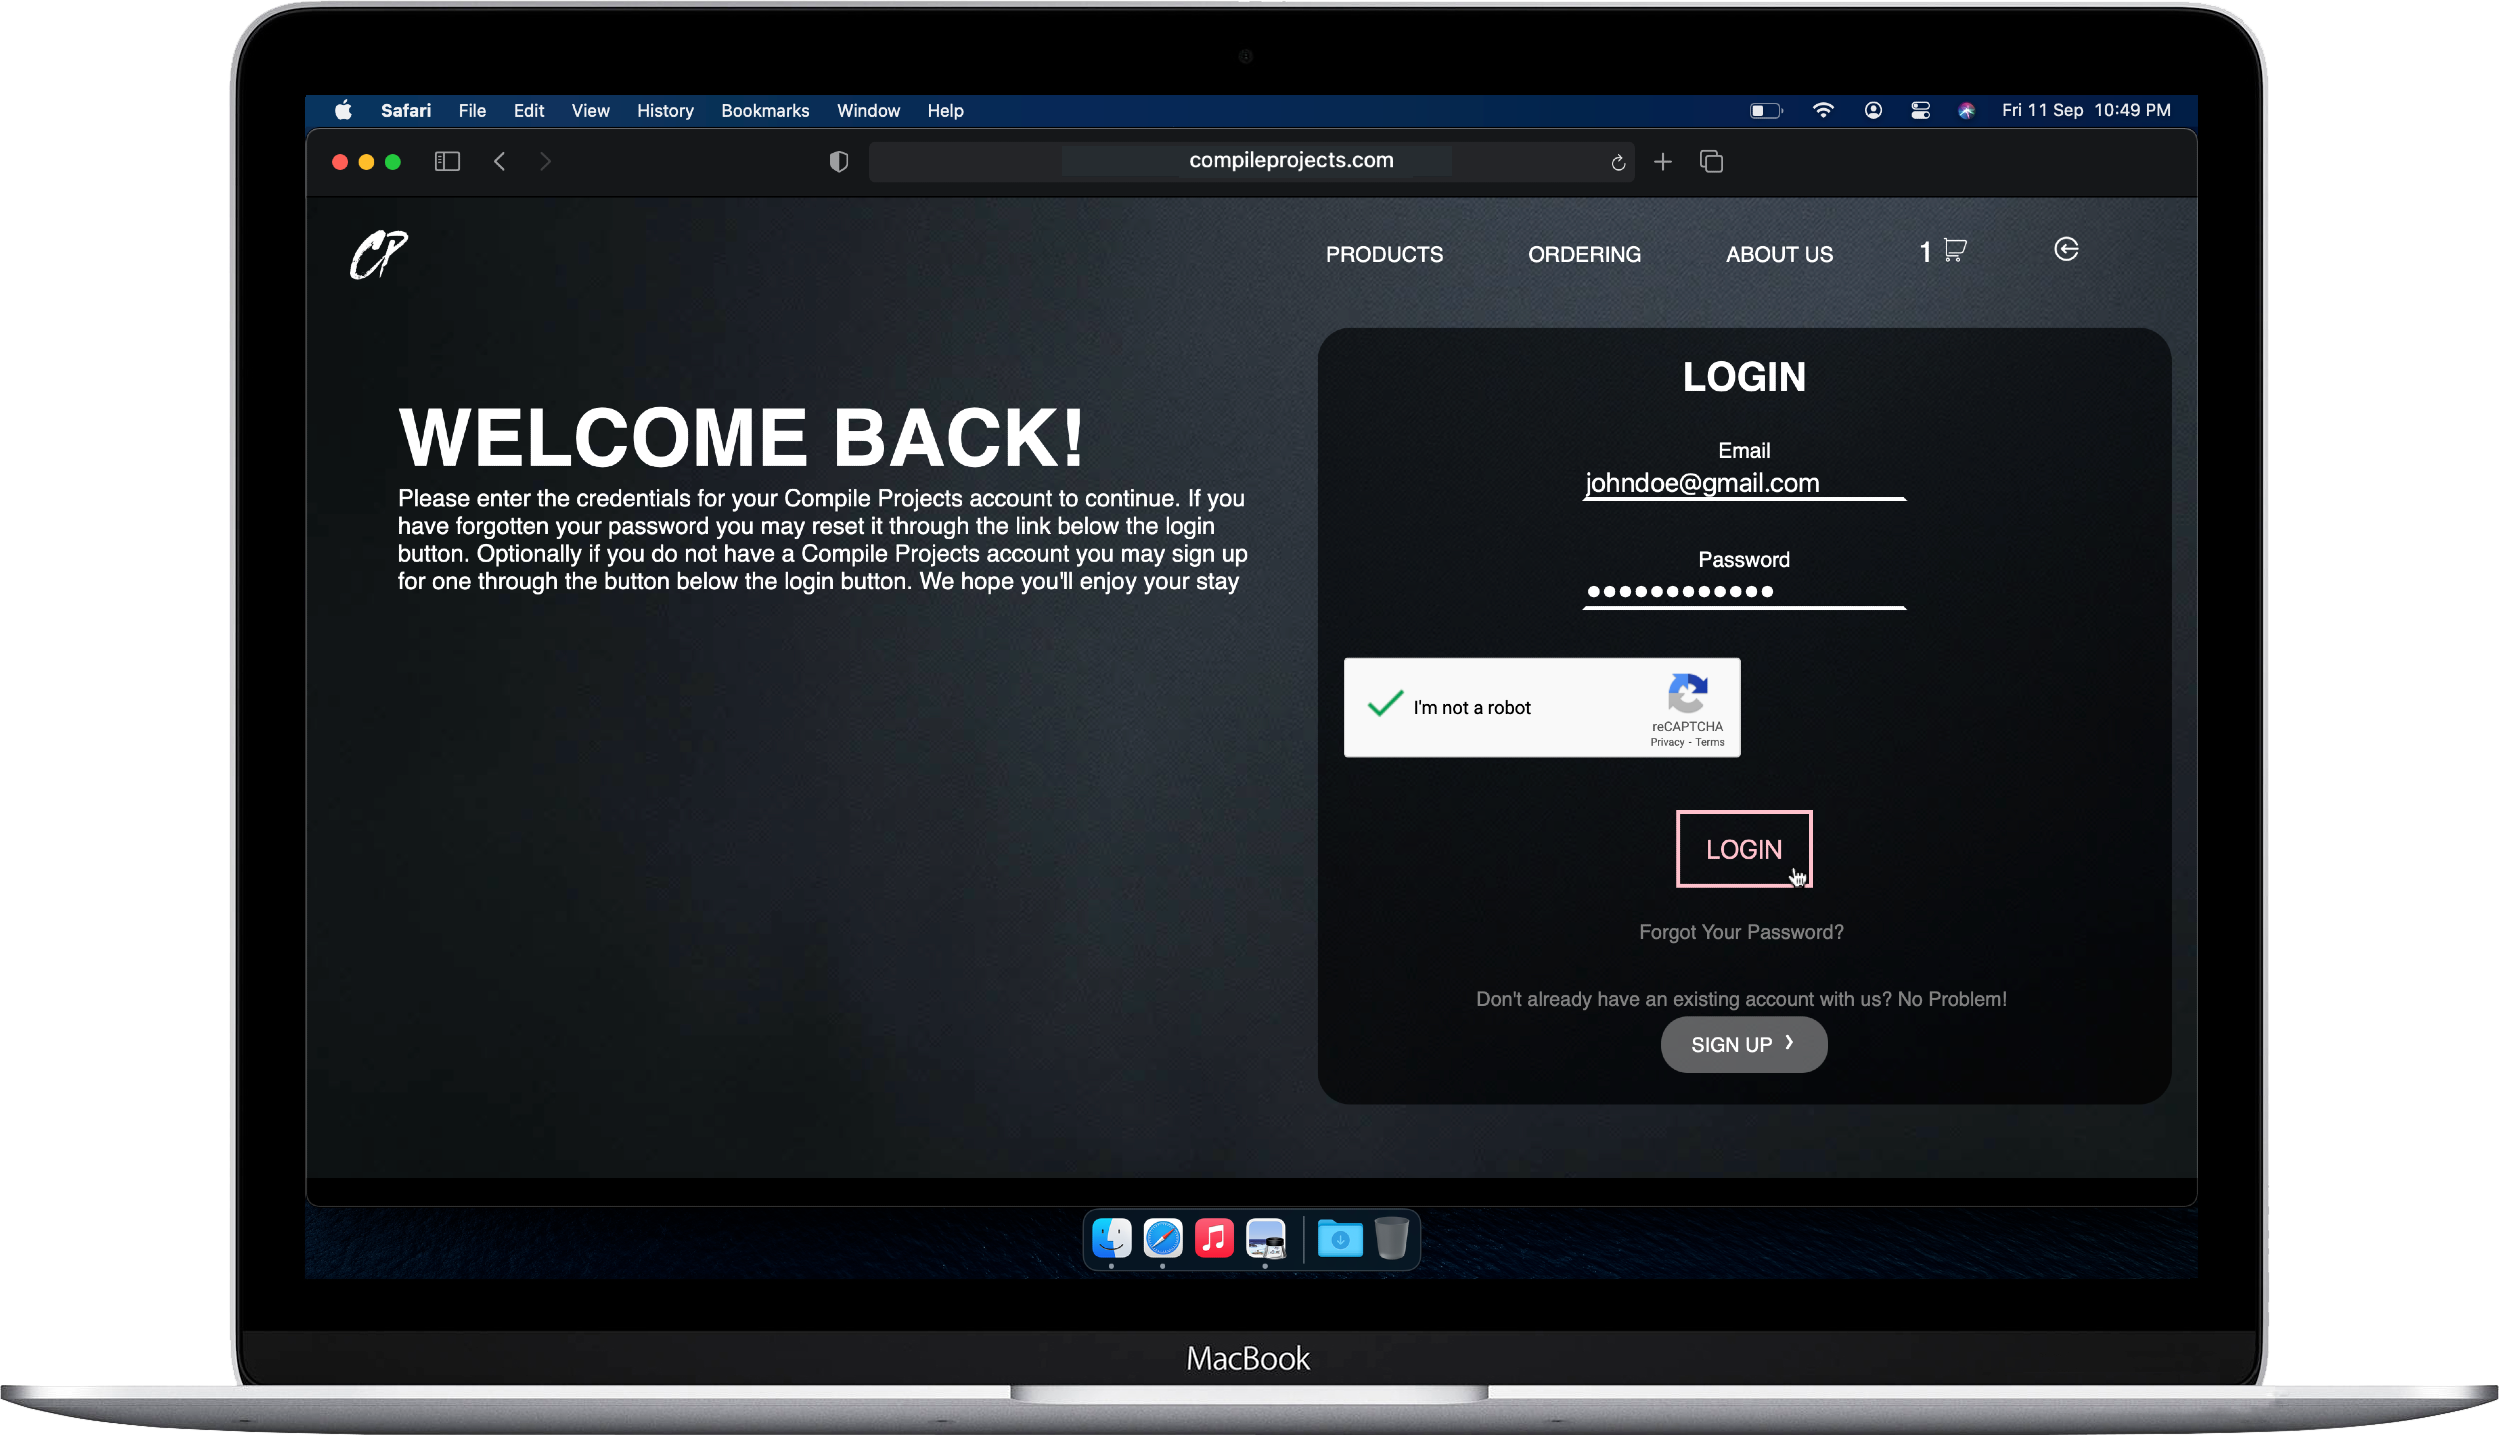 Safari File Edit View History Bookmarks Window Help Fri 11 Sep 10:49 PM
compileprojects.com
CP
PRODUCTS ORDERING ABOUT US 1
LOGIN
WELCOME BACK!
Please enter the credentials for your Compile Projects account to continue. If you
have forgotten your password you may reset it through the link below the login
button. Optionally if you do not have a Compile Projects account you may sign up
for one through the button below the login button. We hope you'll enjoy your stay
Email
johndoe@gmail.com
Password
I'm not a robot
reCAPTCHA
Privacy - Terms
LOGIN
Forgot Your Password?
Don't already have an existing account with us? No Problem!
SIGN UP
MacBook